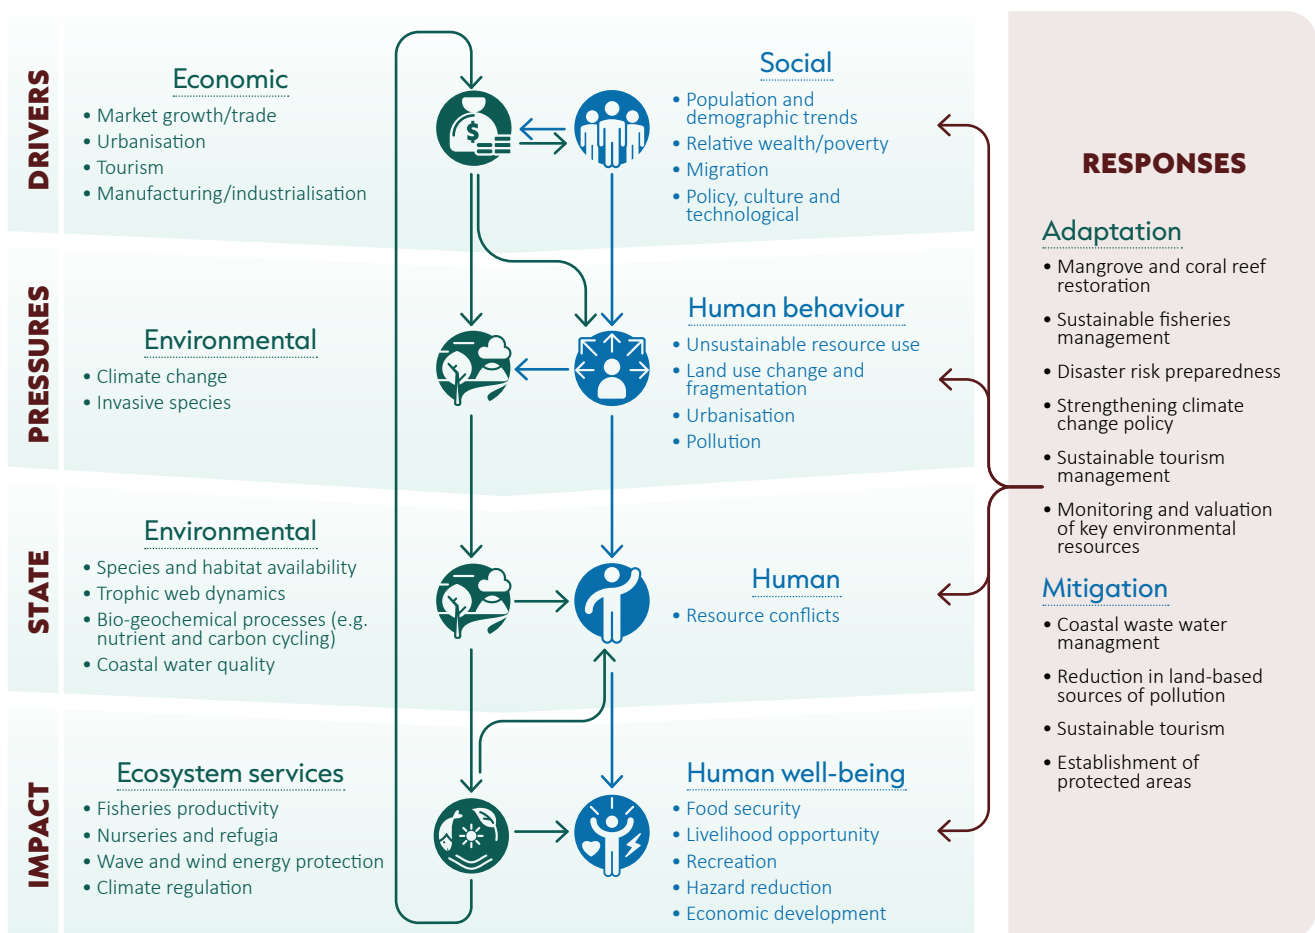 DRIVERS
Economic
• Market growth/trade
• Urbanisation
• Tourism
• Manufacturing/industrialisation
$
Social
• Population and
demographic trends
• Relative wealth/poverty
• Migration
• Policy, culture and
technological
PRESSURES
Environmental
• Climate change
• Invasive species
Human behaviour
• Unsustainable resource use
• Land use change and
fragmentation
• Urbanisation
• Pollution
STATE
Environmental
• Species and habitat availability
• Trophic web dynamics
• Bio-geochemical processes (e.g.
nutrient and carbon cycling)
• Coastal water quality
Human
• Resource conflicts
IMPACT
Ecosystem services
• Fisheries productivity
• Nurseries and refugia
• Wave and wind energy protection
• Climate regulation
Human well-being
• Food security
• Livelihood opportunity
• Recreation
• Hazard reduction
• Economic development
RESPONSES
Adaptation
• Mangrove and coral reef
restoration
• Sustainable fisheries
management
• Disaster risk preparedness
• Strengthening climate
change policy
• Sustainable tourism
management
• Monitoring and valuation
of key environmental
resources
Mitigation
• Coastal waste water
managment
• Reduction in land-based
sources of pollution
• Sustainable tourism
• Establishment of
protected areas